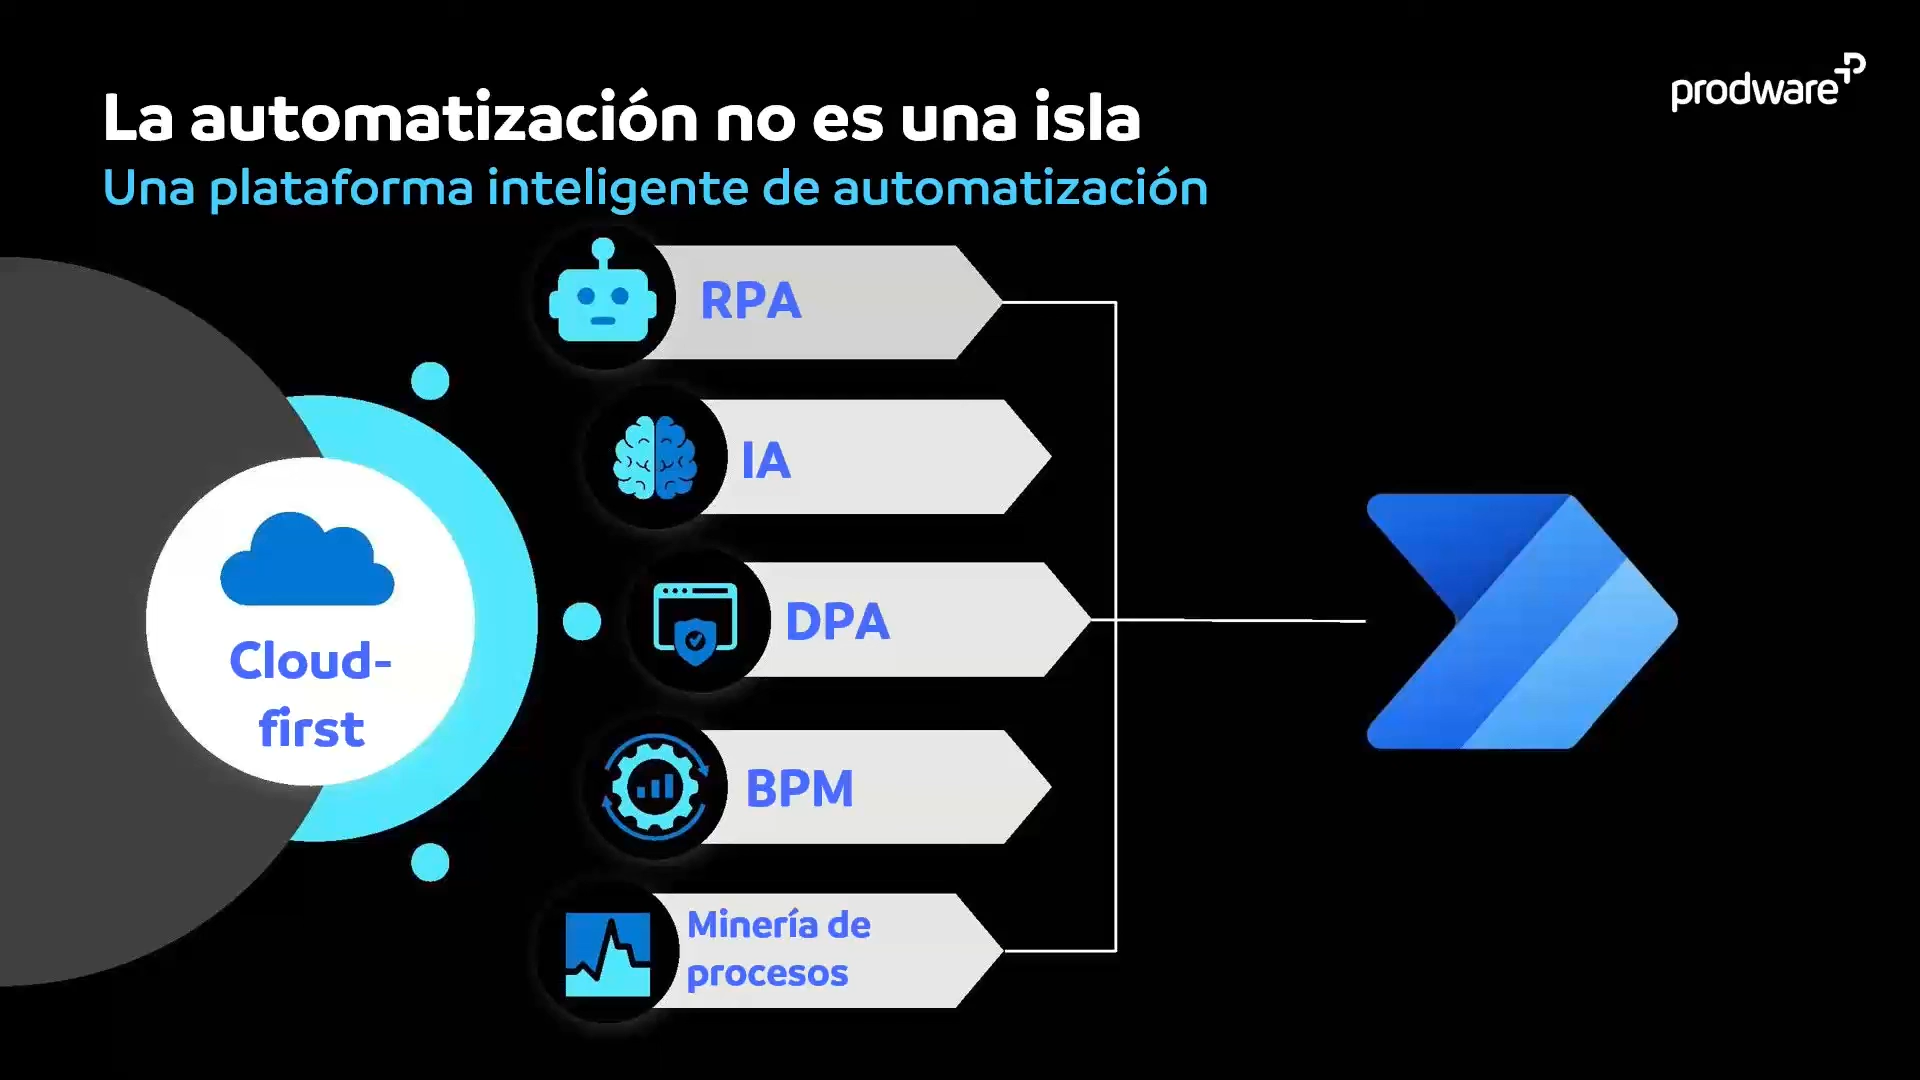 prodware
La automatización no es una isla
Una plataforma inteligente de automatización
RPA
IA
DPA
BPM
Minería de
procesos
Cloud-
first